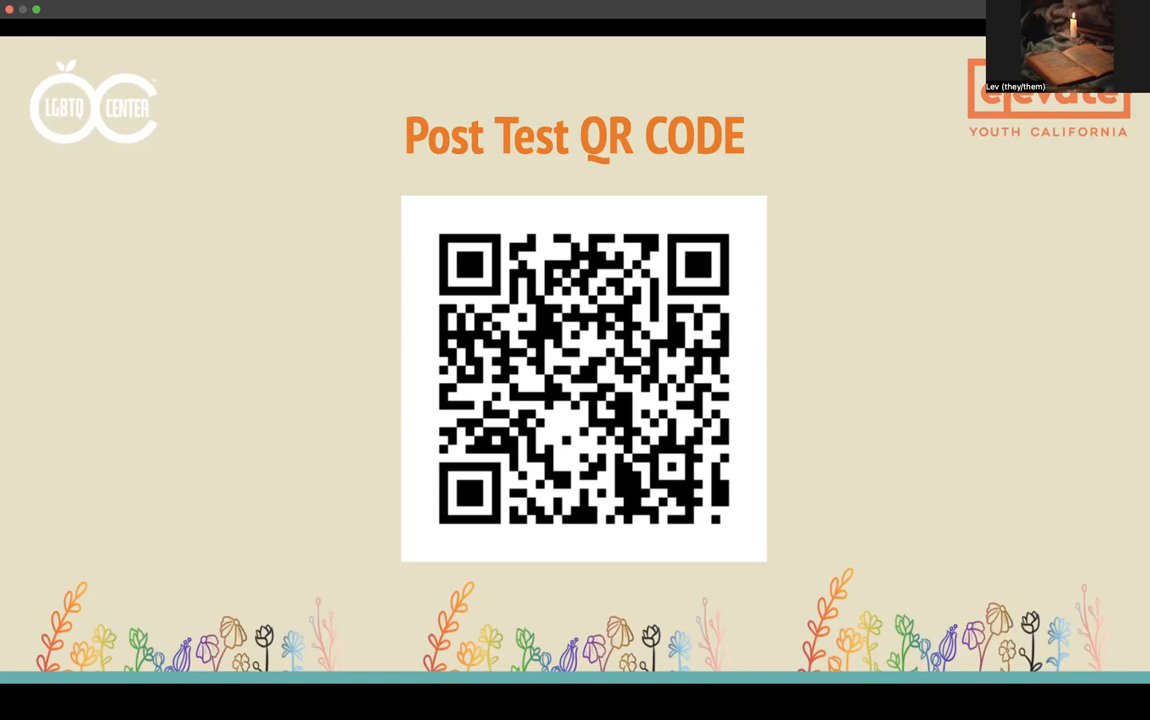 LGBTQ CENTER
Lev (they/them)
elevate
YOUTH CALIFORNIA
Post Test QR CODE